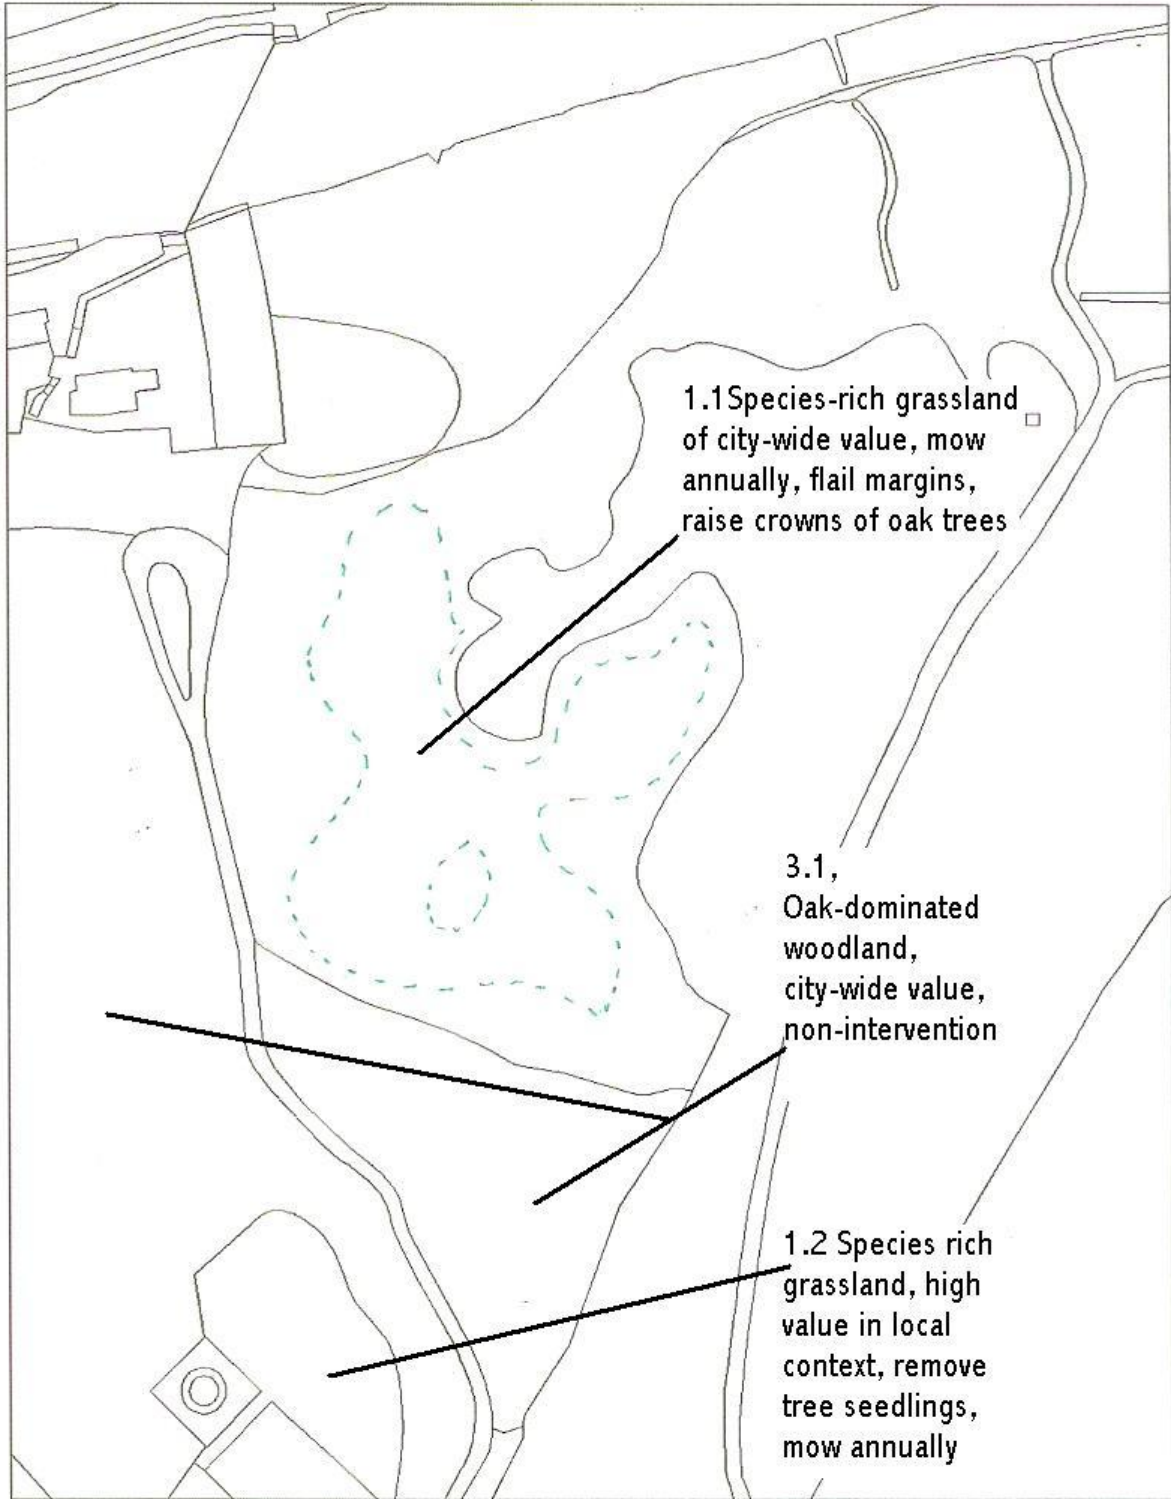 1.1Species-rich grassland
of city-wide value, mow
annually, flail margins,
raise crowns of oak trees
3.1,
Oak-dominated
woodland,
city-wide value,
non-intervention
1.2 Species rich
grassland, high
value in local
context, remove
tree seedlings,
mow annually